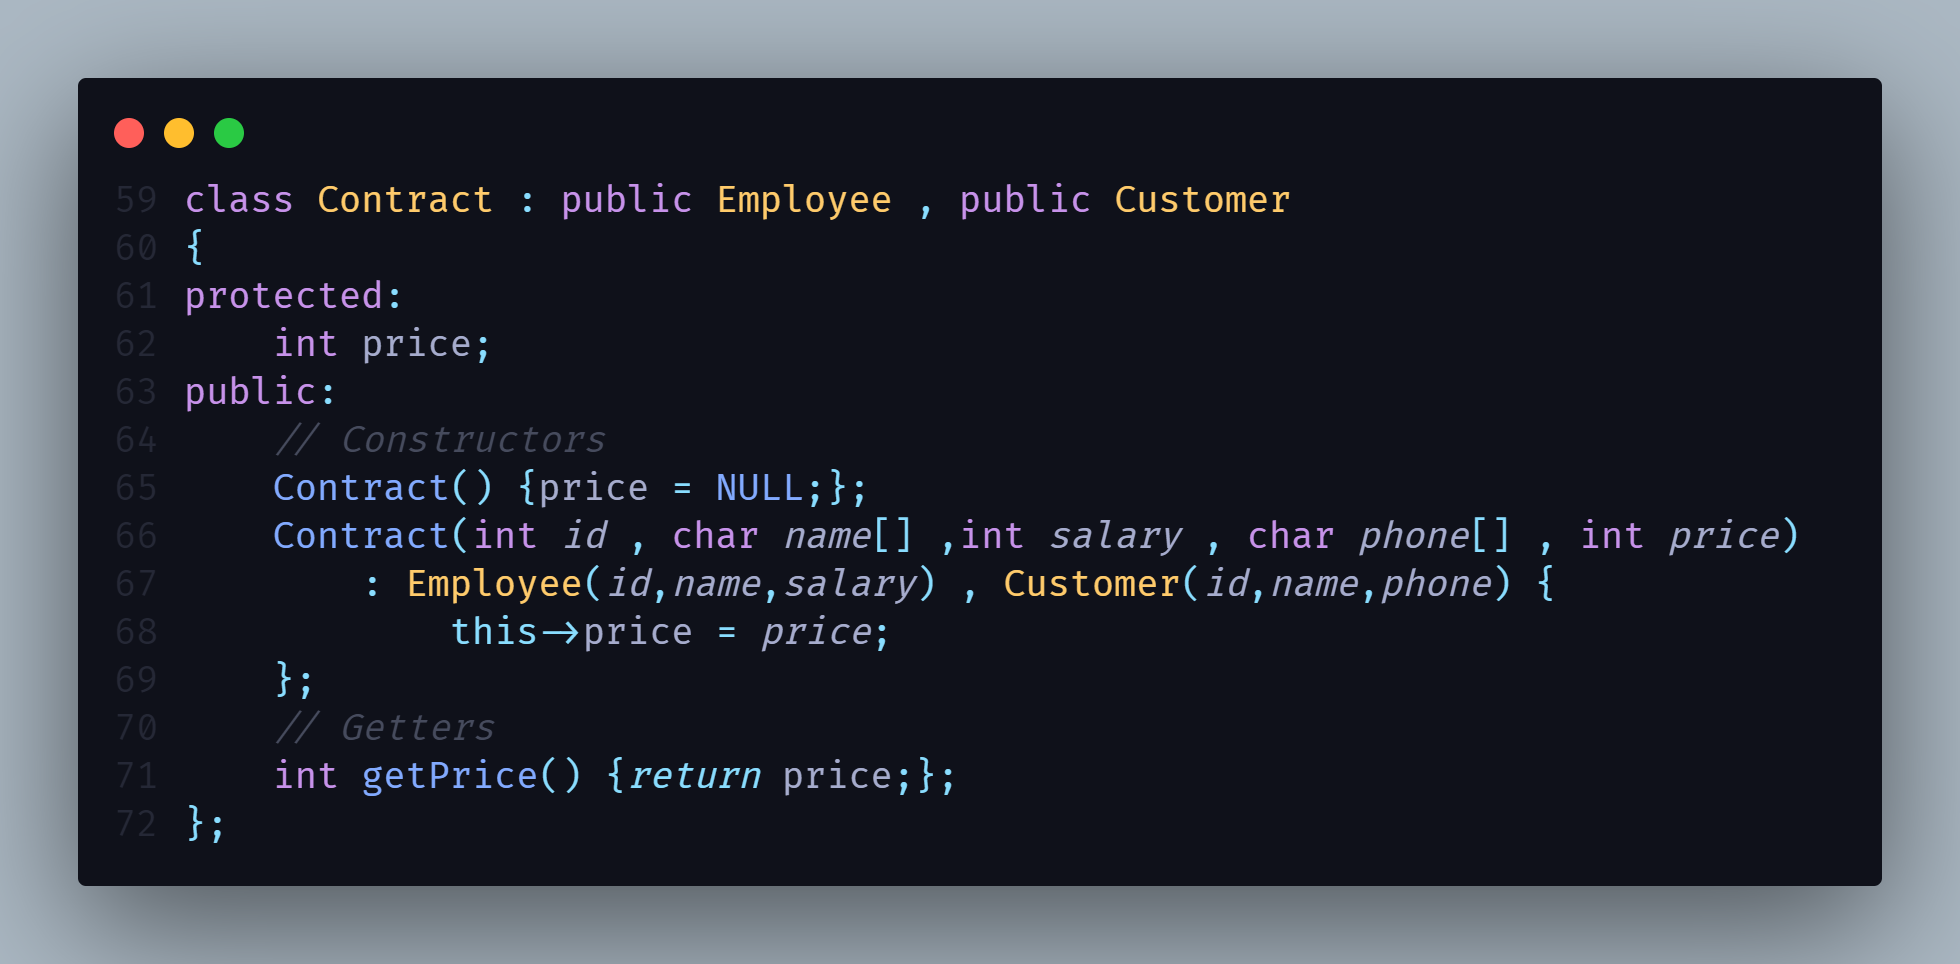 59 class Contract : public Employee , public Customer
60 {
61 protected:
62     int price;
63 public:
64     // Constructors
65     Contract() {price = NULL;};
66     Contract(int id , char name[] ,int salary , char phone[] , int price)
67         : Employee(id,name,salary) , Customer(id,name,phone) {
68             this->price = price;
69     };
70     // Getters
71     int getPrice() {return price;};
72 };